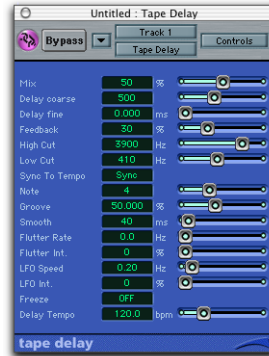 Untitled : Tape Delay
Bypass
Track 1
Tape Delay
Controls
Mix 50 %
Delay coarse 500
Delay fine 0.000 ms
Feedback 30 %
High Cut 3900 Hz
Low Cut 410 Hz
Sync To Tempo Sync
Note 4
Groove 50.000 %
Smooth 40 ms
Flutter Rate 0.0 Hz
Flutter Int. 0 %
LFO Speed 0.20 Hz
LFO Int. 0 %
Freeze OFF
Delay Tempo 120.0 bpm
tape delay